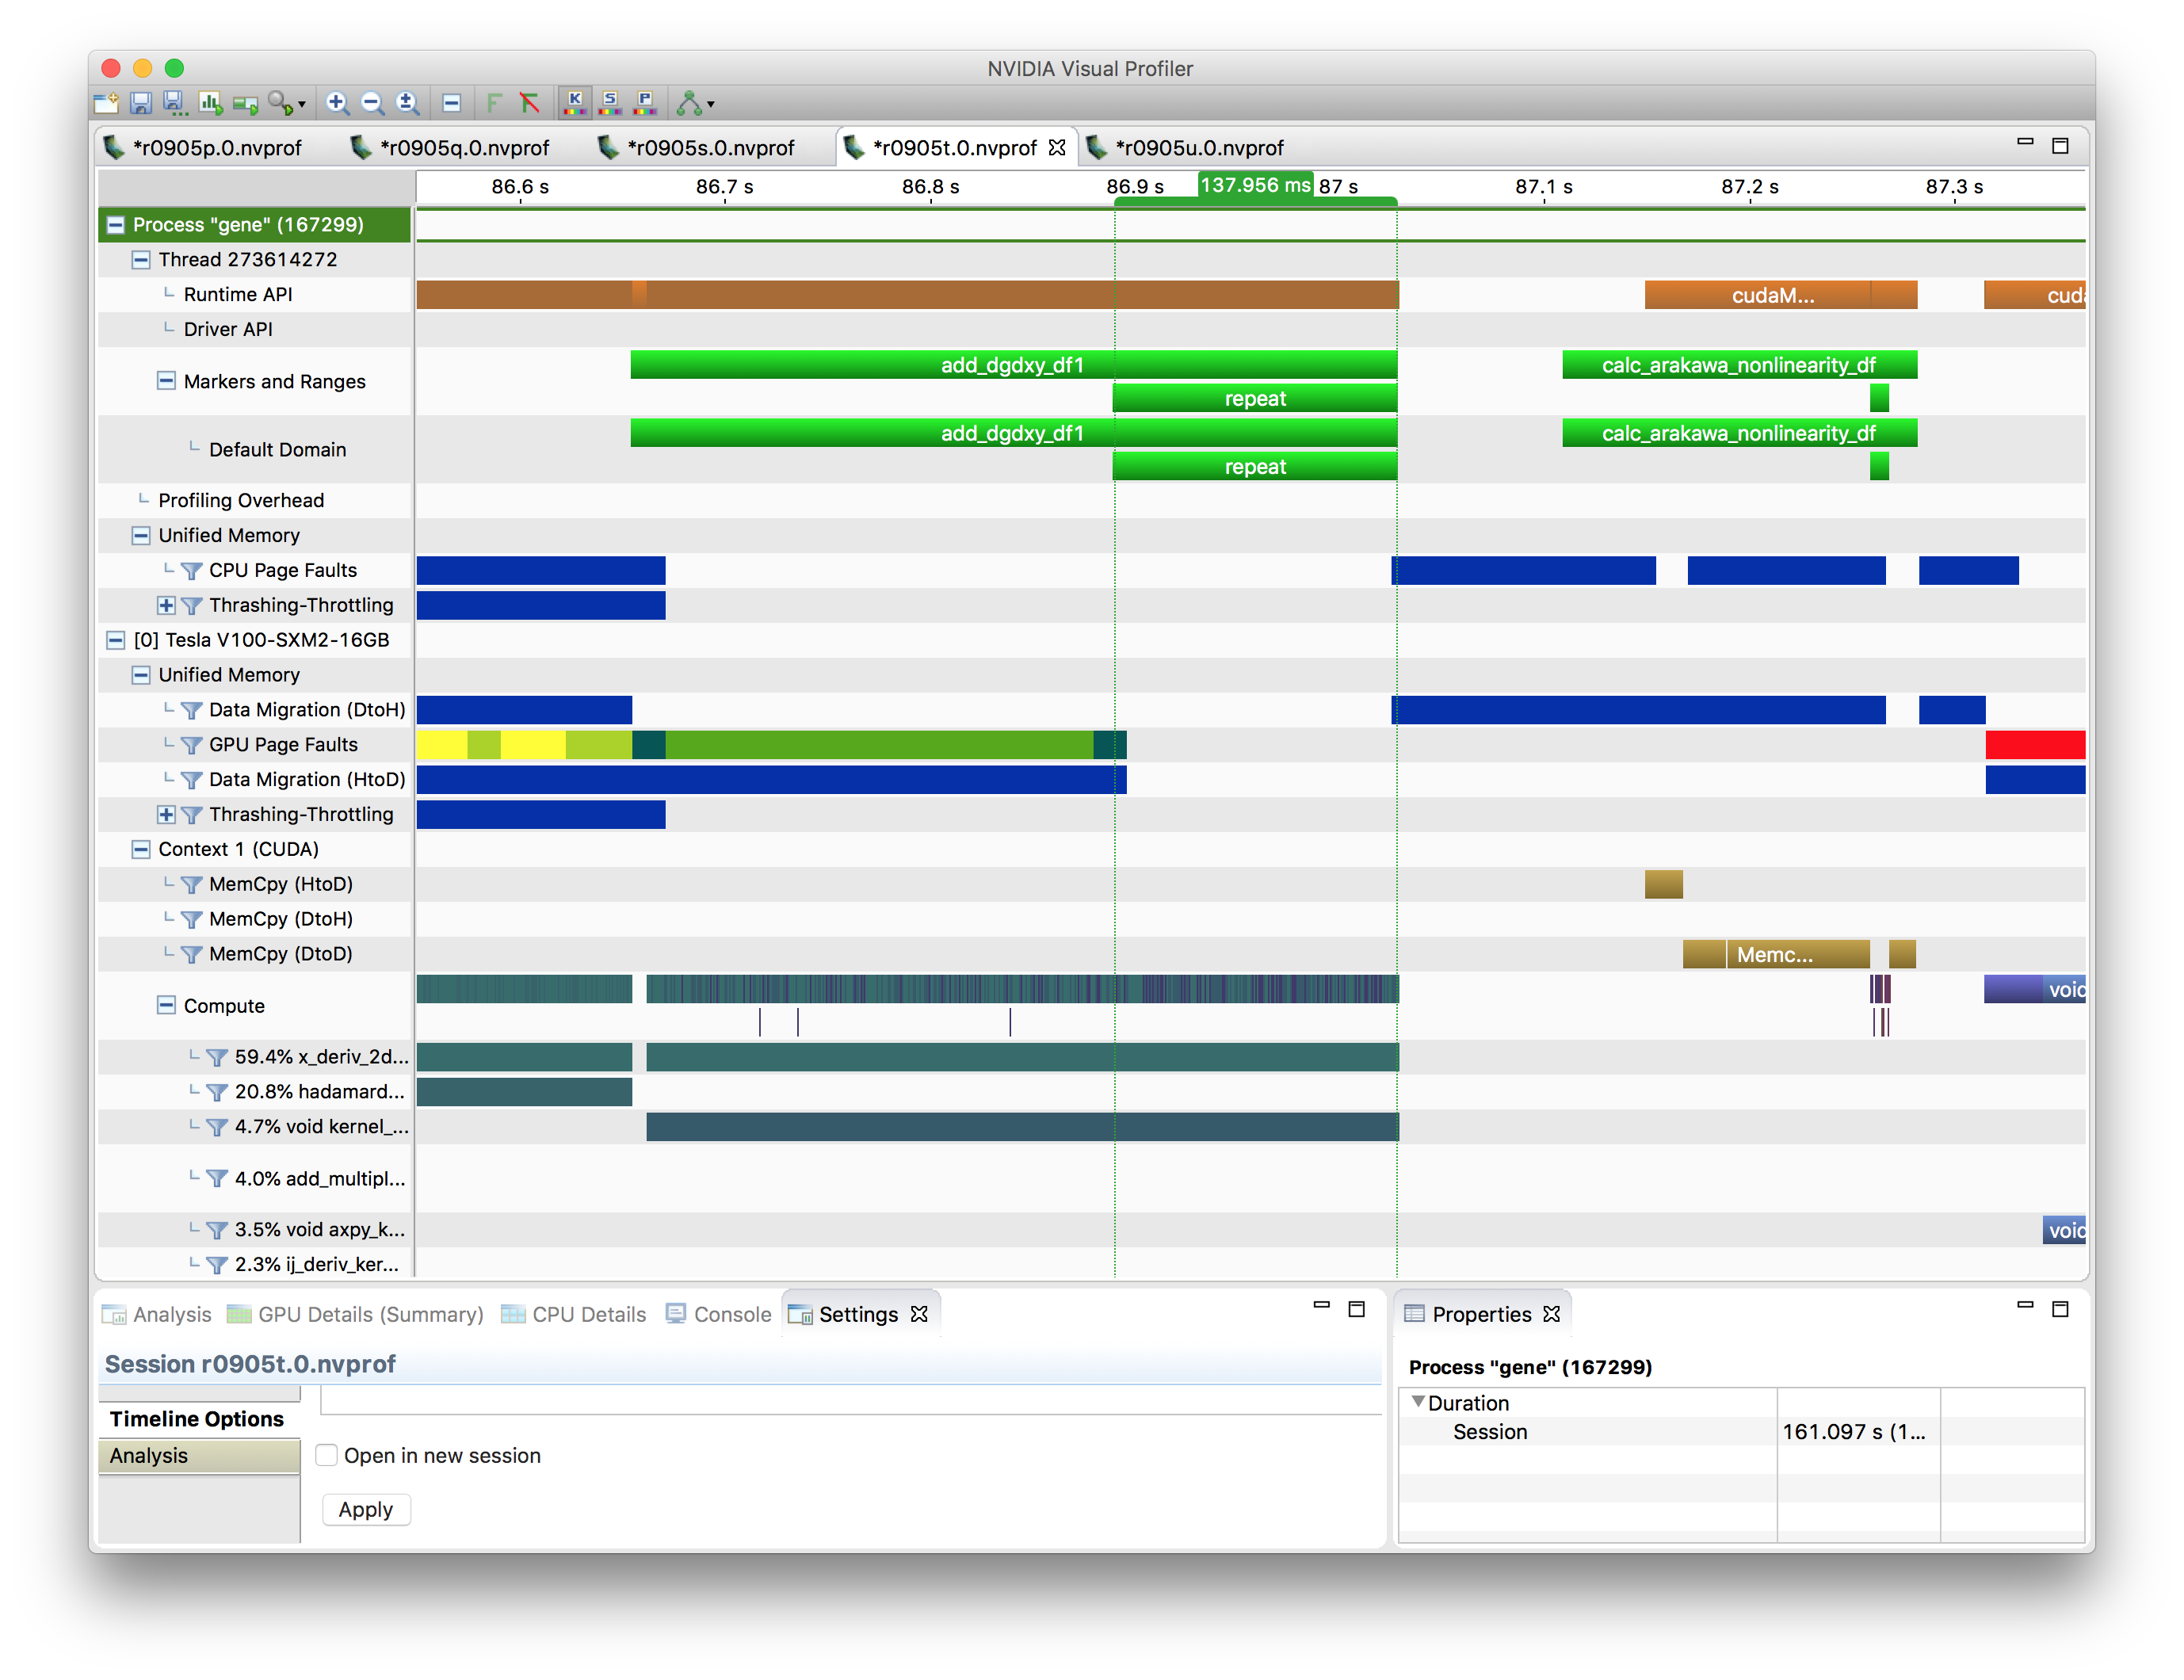 NVIDIA Visual Profiler
K S P
*r0905p.0.nvprof *r0905q.0.nvprof *r0905s.0.nvprof *r0905t.0.nvprof *r0905u.0.nvprof
86.6 s 86.7 s 86.8 s 86.9 s 137.956 ms 87 s 87.1 s 87.2 s 87.3 s
Process "gene" (167299)
Thread 273614272
Runtime API cudaM... cuda
Driver API
add_dgdxy_df1 calc_arakawa_nonlinearity_df
Markers and Ranges
repeat
add_dgdxy_df1 calc_arakawa_nonlinearity_df
Default Domain
repeat
Profiling Overhead
Unified Memory
CPU Page Faults
Thrashing-Throttling
[0] Tesla V100-SXM2-16GB
Unified Memory
Data Migration (DtoH)
GPU Page Faults
Data Migration (HtoD)
Thrashing-Throttling
Context 1 (CUDA)
MemCpy (HtoD)
MemCpy (DtoH)
MemCpy (DtoD) Memc...
voic
Compute
59.4% x_deriv_2d...
20.8% hadamard...
4.7% void kernel_...
4.0% add_multipl...
3.5% void axpy_k... voic
2.3% ij_deriv_ker...
Analysis GPU Details (Summary) CPU Details Console Settings Properties
Session r0905t.0.nvprof
Process "gene" (167299)
Duration
Timeline Options
Session 161.097 s (1...
Analysis
Open in new session
Apply